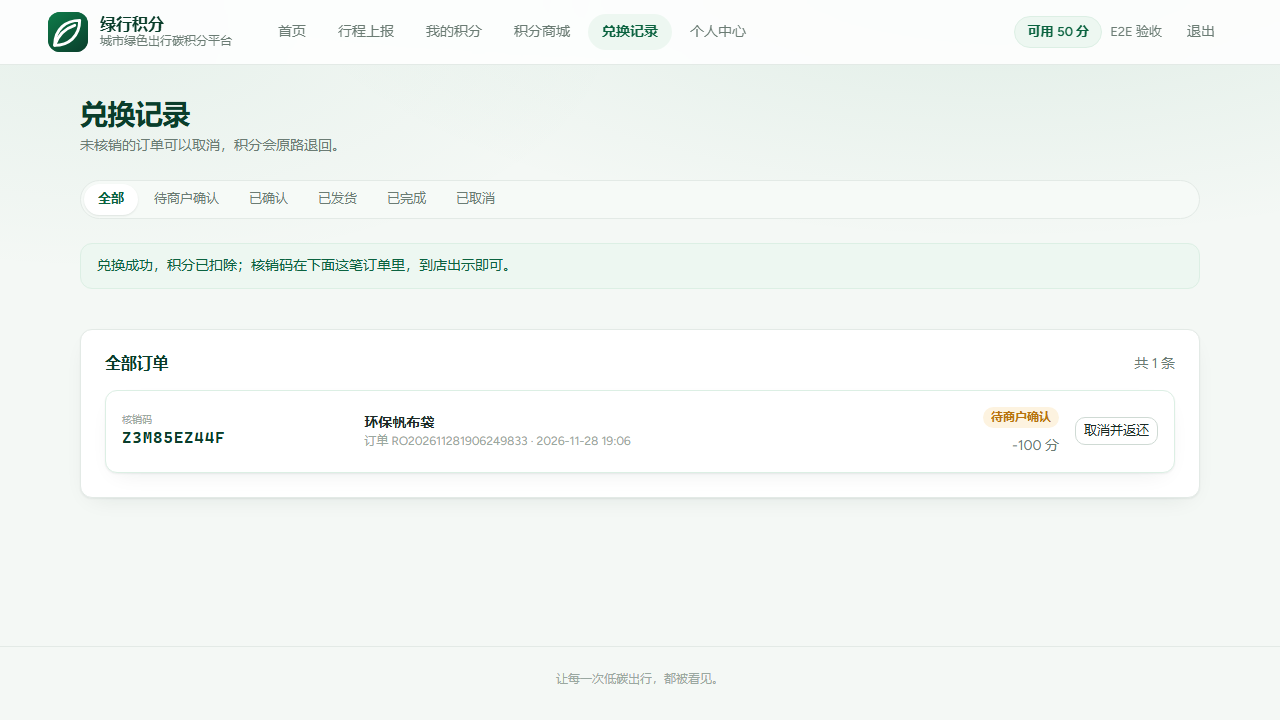 绿行积分
城市绿色出行碳积分平台
首页
行程上报
我的积分
积分商城
兑换记录
个人中心
可用 50 分
E2E 验收
退出
兑换记录
未核销的订单可以取消，积分会原路退回。
全部
待商户确认
已确认
已发货
已完成
已取消
兑换成功，积分已扣除；核销码在下面这笔订单里，到店出示即可。
全部订单
共 1 条
核销码
Z3M85EZ44F
环保帆布袋
订单 RO202611281906249833 · 2026-11-28 19:06
待商户确认
-100 分
取消并返还
让每一次低碳出行，都被看见。